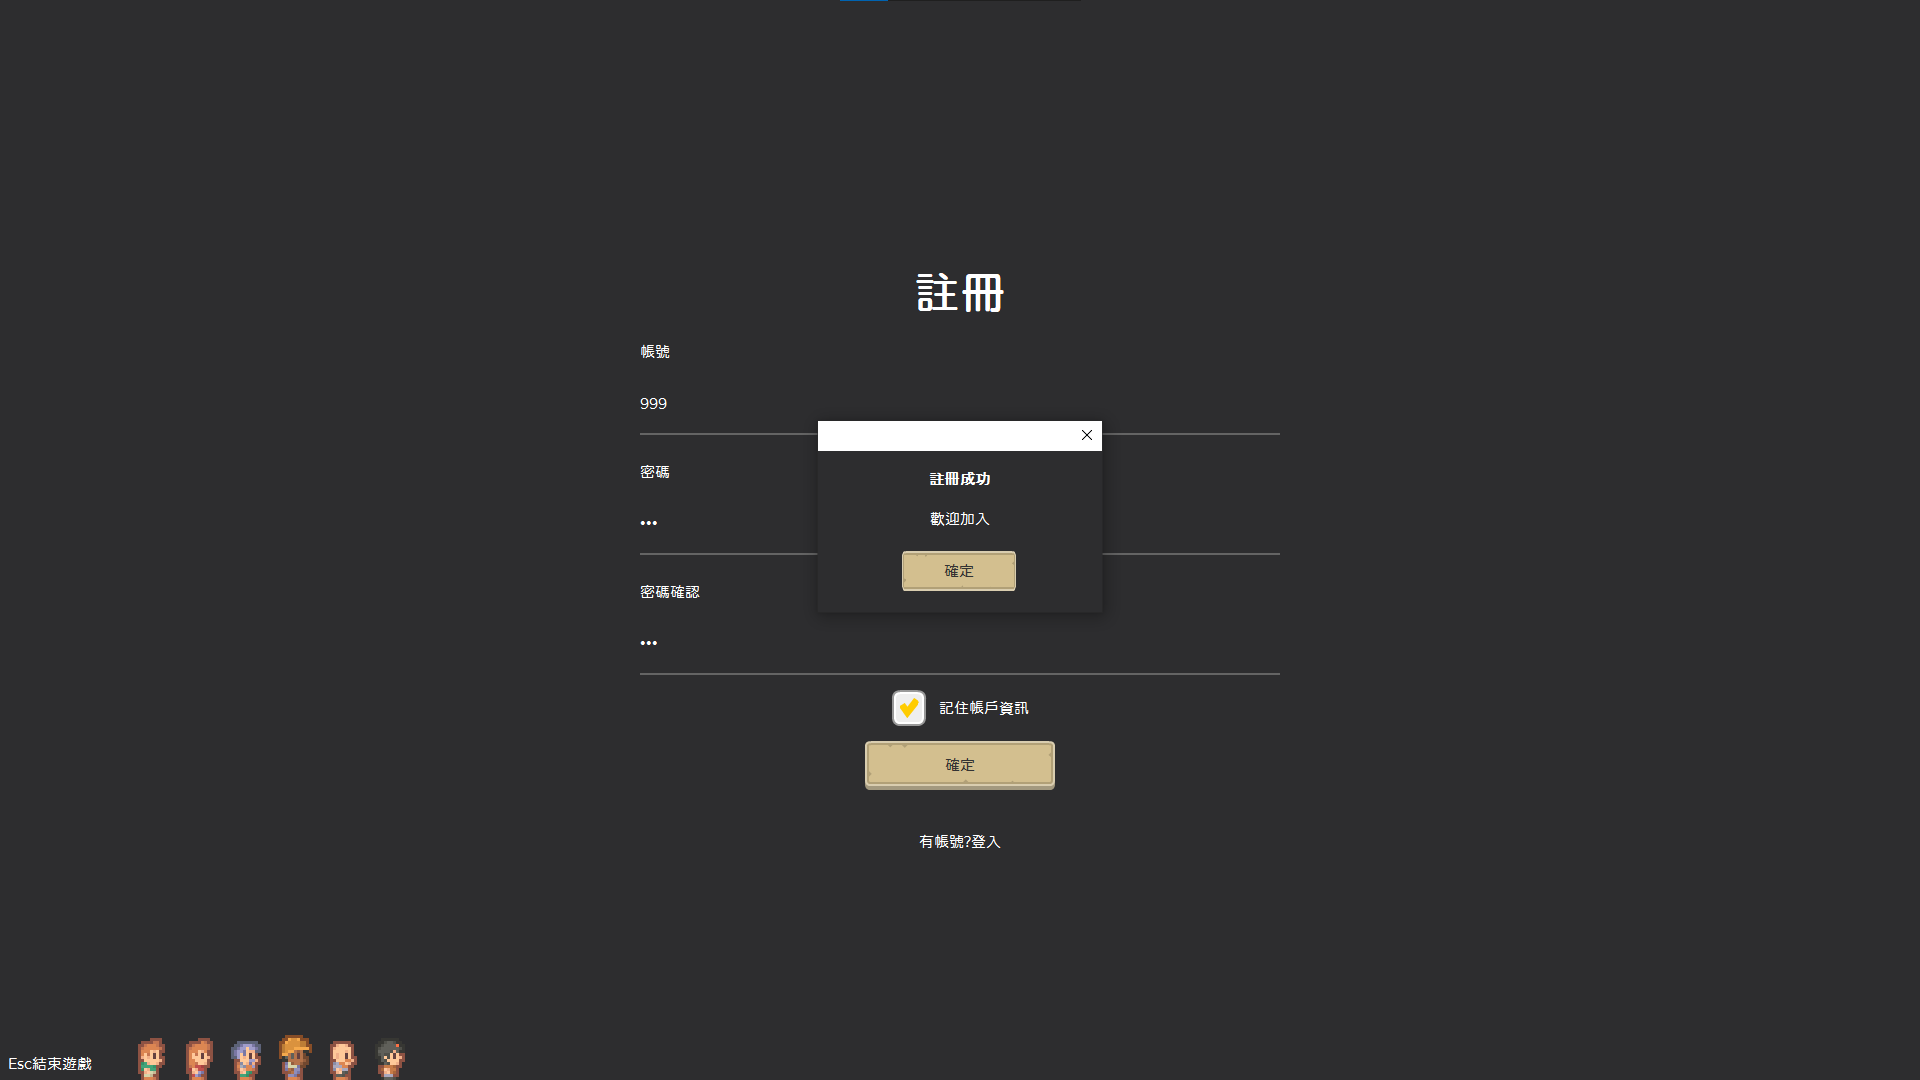 註冊
帳號
999
註冊成功
密碼
歡迎加入
•••
確定
密碼確認
•••
記住帳戶資訊
確定
有帳號?登入
Esc結束遊戲